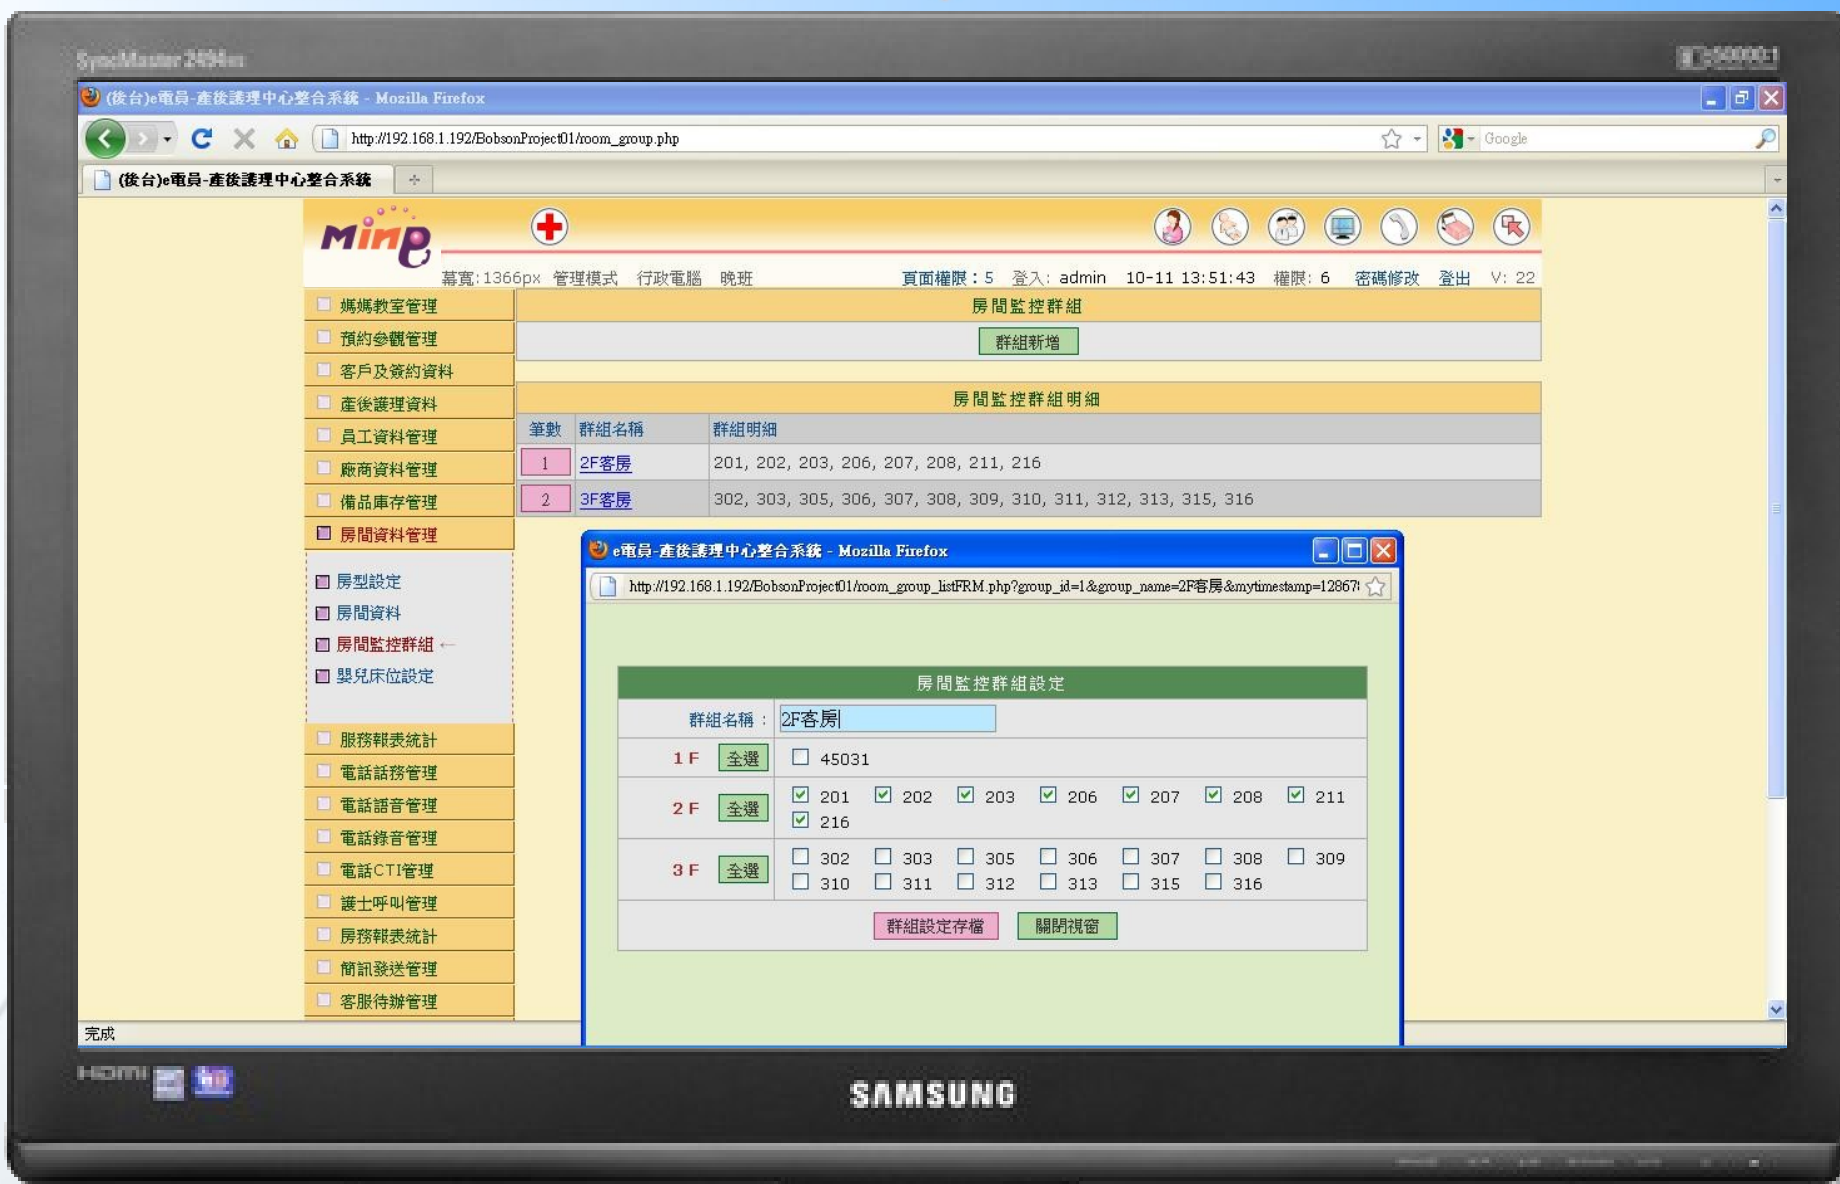 SyncMaster 2494
50000:1
(後台)e電員-產後護理中心整合系統 - Mozilla Firefox
http://192.168.1.192/BobsonProject01/room_group.php
Google
(後台)e電員-產後護理中心整合系統
Minpe
幕寬:1366px 管理模式 行政電腦 晚班 頁面權限：5 登入: admin 10-11 13:51:43 權限: 6 密碼修改 登出 V: 22
媽媽教室管理
預約參觀管理
客戶及簽約資料
產後護理資料
員工資料管理
廠商資料管理
備品庫存管理
房間資料管理
房型設定
房間資料
房間監控群組 ←
嬰兒床位設定
服務報表統計
電話話務管理
電話語音管理
電話錄音管理
電話CTI管理
護士呼叫管理
房務報表統計
簡訊發送管理
客服待辦管理
房間監控群組
群組新增
房間監控群組明細
筆數 群組名稱 群組明細
1 2F客房 201, 202, 203, 206, 207, 208, 211, 216
2 3F客房 302, 303, 305, 306, 307, 308, 309, 310, 311, 312, 313, 315, 316
e電員-產後護理中心整合系統 - Mozilla Firefox
http://192.168.1.192/BobsonProject01/room_group_listFRM.php?group_id=1&group_name=2F客房&mytimestamp=12867
房間監控群組設定
群組名稱： 2F客房
1 F 全選 45031
2 F 全選 201 202 203 206 207 208 211
216
3 F 全選 302 303 305 306 307 308 309
310 311 312 313 315 316
群組設定存檔 關閉視窗
完成
HDMI
SAMSUNG